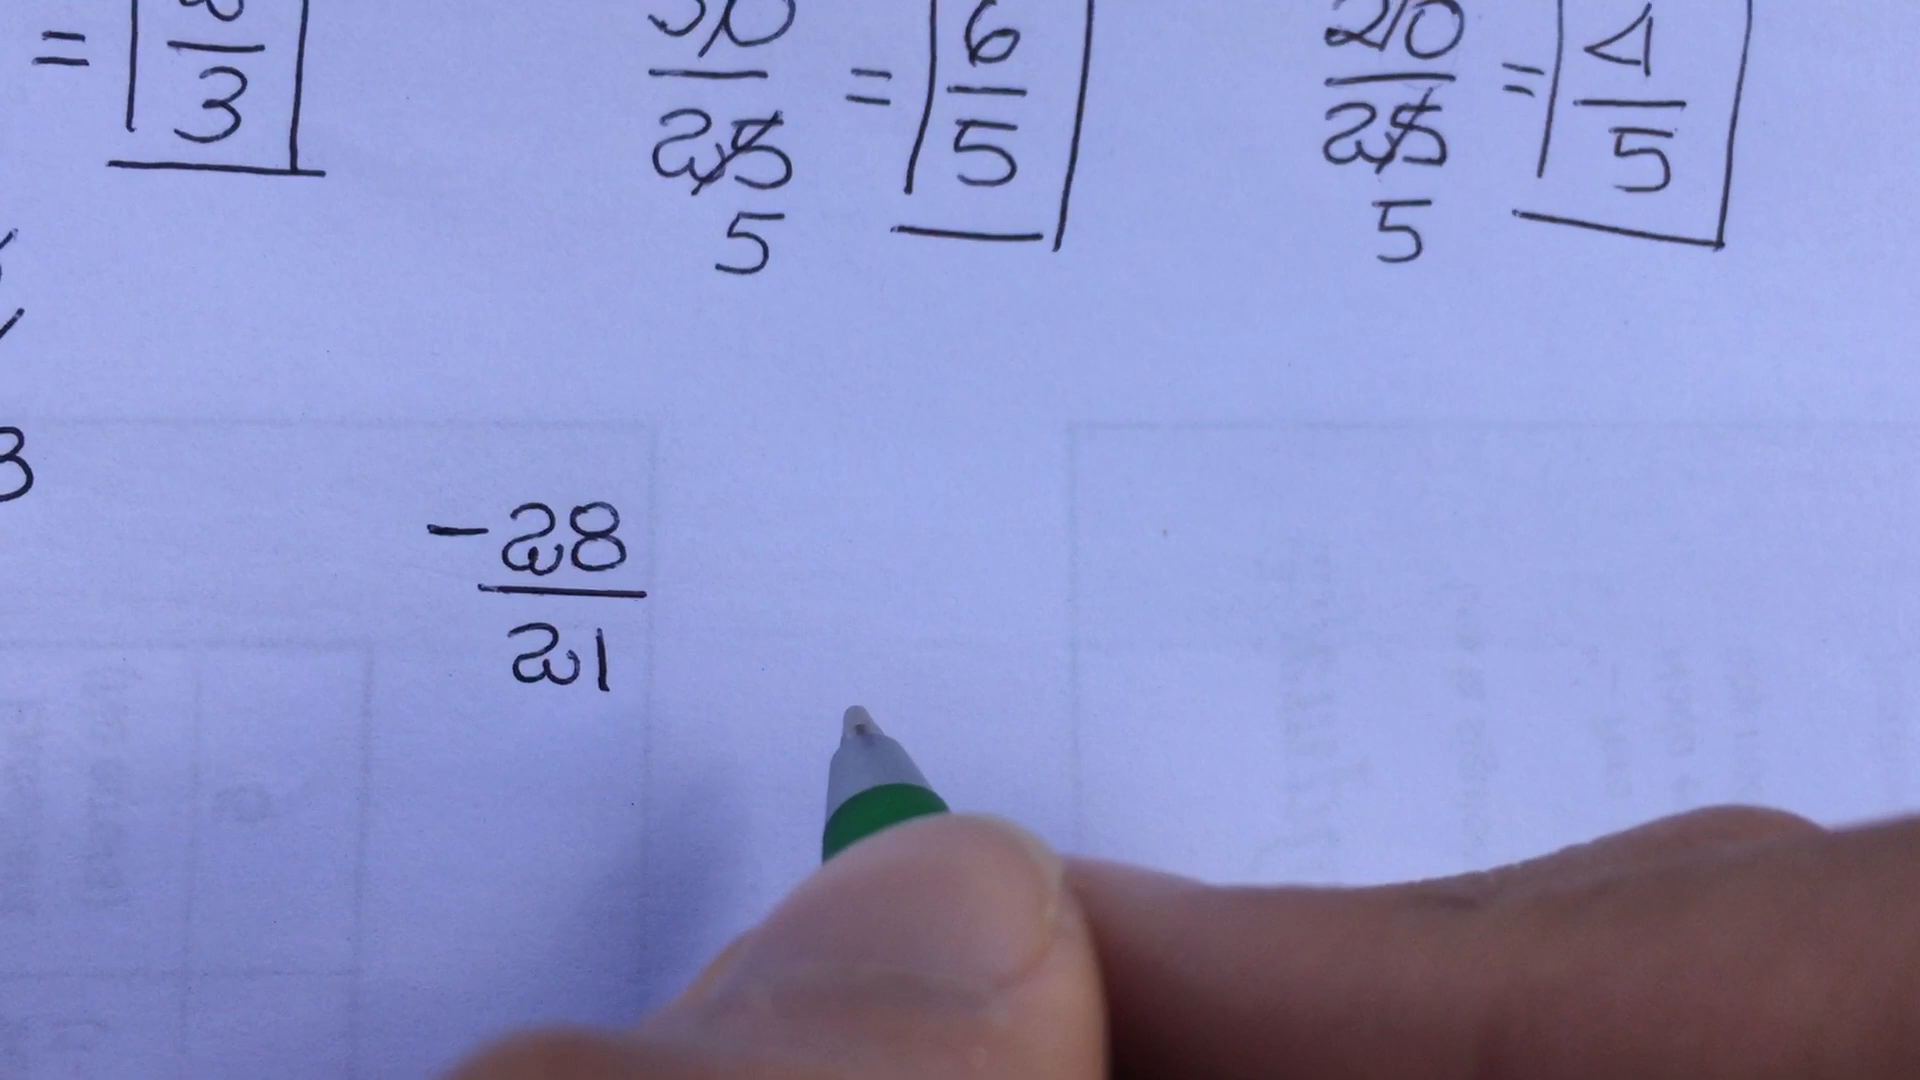 = 3
30/25 = 6/5
5
20/25 = 4/5
5
3
-28/21